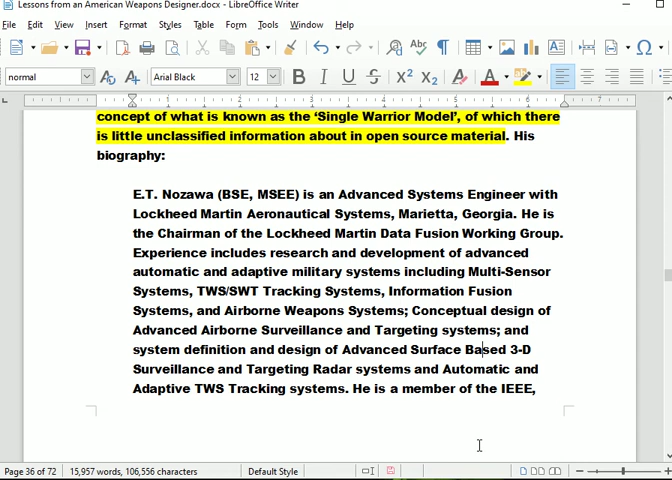 Lessons from an American Weapons Designer.docx - LibreOffice Writer
File Edit View Insert Format Styles Table Form Tools Window Help
normal Arial Black 12
concept of what is known as the ‘Single Warrior Model’, of which there
is little unclassified information about in open source material. His
biography:
E.T. Nozawa (BSE, MSEE) is an Advanced Systems Engineer with
Lockheed Martin Aeronautical Systems, Marietta, Georgia. He is
the Chairman of the Lockheed Martin Data Fusion Working Group.
Experience includes research and development of advanced
automatic and adaptive military systems including Multi-Sensor
Systems, TWS/SWT Tracking Systems, Information Fusion
Systems, and Airborne Weapons Systems; Conceptual design of
Advanced Airborne Surveillance and Targeting systems; and
system definition and design of Advanced Surface Based 3-D
Surveillance and Targeting Radar systems and Automatic and
Adaptive TWS Tracking systems. He is a member of the IEEE,
Page 36 of 72 15,957 words, 106,556 characters Default Style